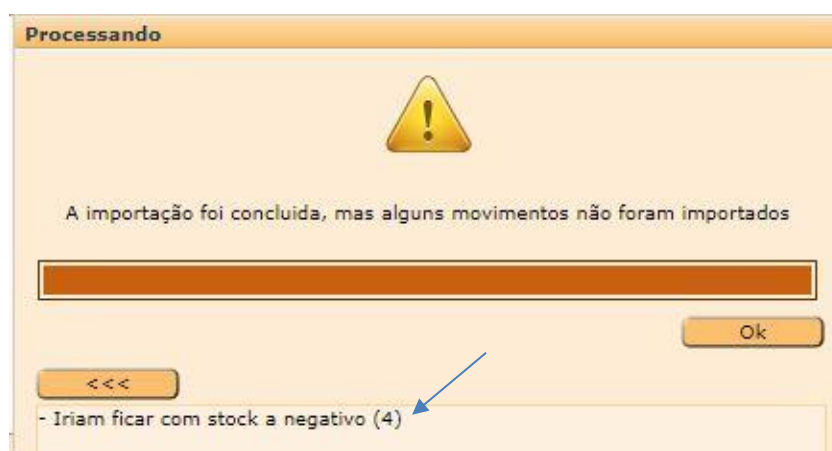 Processando
A importação foi concluida, mas alguns movimentos não foram importados
Ok
<<<
- Iriam ficar com stock a negativo (4)